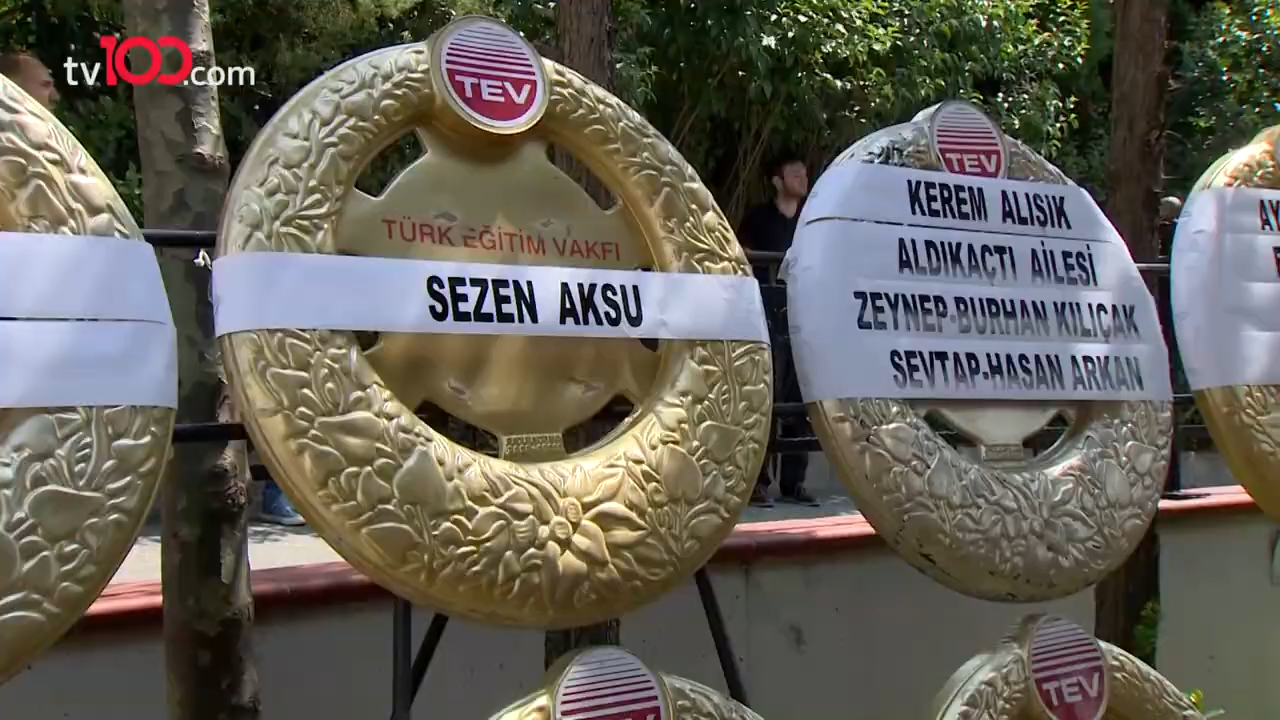 tv100.com
TEV
TÜRK EĞİTİM VAKFI
SEZEN AKSU
TEV
KEREM ALIŞIK
ALDIKAÇTI AİLESİ
ZEYNEP-BURHAN KILIÇAK
SEVTAP-HASAN ARKAN
AY
TEV
TEV